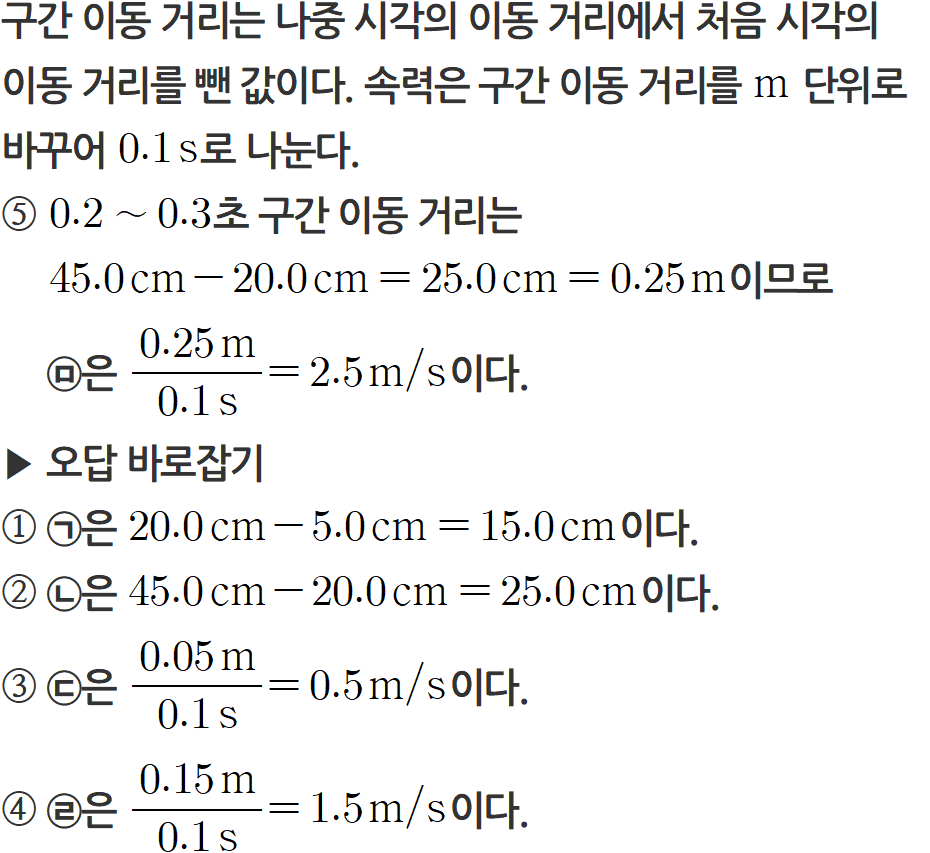 구간 이동 거리는 나중 시각의 이동 거리에서 처음 시각의
이동 거리를 뺀 값이다. 속력은 구간 이동 거리를 m 단위로
바꾸어 0.1 s로 나눈다.
⑤ 0.2 ~ 0.3초 구간 이동 거리는
45.0 cm − 20.0 cm = 25.0 cm = 0.25 m이므로
㉤은 0.25 m / 0.1 s = 2.5 m/s이다.
▶ 오답 바로잡기
① ㉠은 20.0 cm − 5.0 cm = 15.0 cm이다.
② ㉡은 45.0 cm − 20.0 cm = 25.0 cm이다.
③ ㉢은 0.05 m / 0.1 s = 0.5 m/s이다.
④ ㉣은 0.15 m / 0.1 s = 1.5 m/s이다.